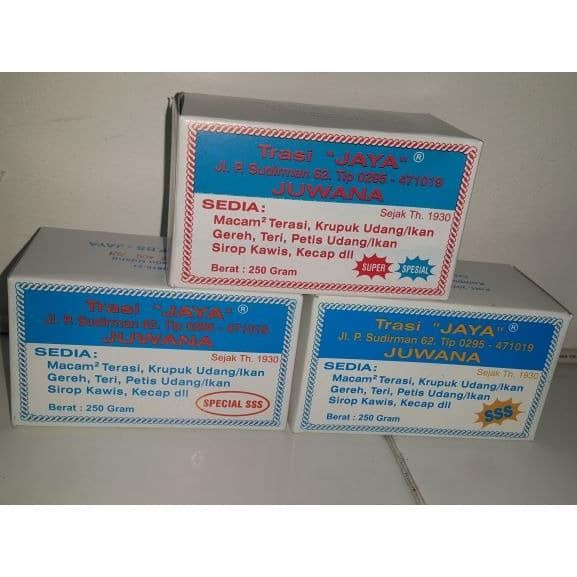 Trasi "JAYA" ®
Jl. P. Sudirman 62. Tlp 0295 - 471019
JUWANA
SEDIA:
Sejak Th. 1930
Macam² Terasi, Krupuk Udang/Ikan
Gereh, Teri, Petis Udang/Ikan
Sirop Kawis, Kecap dll
Berat : 250 Gram
SUPER
SPESIAL
Trasi "JAYA" ®
Jl. P. Sudirman 62. Tlp 0295 - 471019
JUWANA
SEDIA:
Sejak Th. 1930
Macam² Terasi, Krupuk Udang/Ikan
Gereh, Teri, Petis Udang/Ikan
Sirop Kawis, Kecap dll
Berat : 250 Gram
SPECIAL SSS
Trasi "JAYA" ®
Jl. P. Sudirman 62. Tlp 0295 - 471019
JUWANA
SEDIA:
Sejak Th. 1930
Macam² Terasi, Krupuk Udang/Ikan
Gereh, Teri, Petis Udang/Ikan
Sirop Kawis, Kecap dll
Berat : 250 Gram
SSS